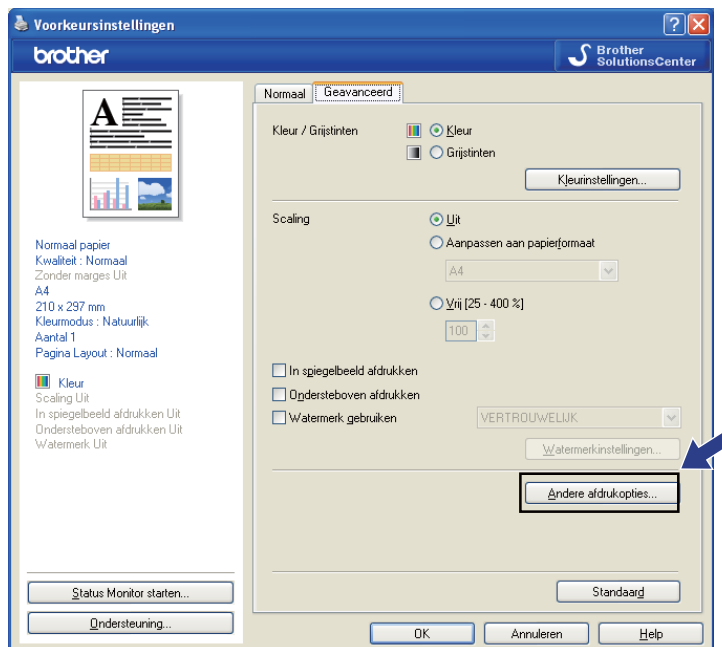 Voorkeursinstellingen
brother
Brother
SolutionsCenter
A
Normaal papier
Kwaliteit : Normaal
Zonder marges Uit
A4
210 x 297 mm
Kleurmodus : Natuurlijk
Aantal 1
Pagina Layout : Normaal
Kleur
Scaling Uit
In spiegelbeeld afdrukken Uit
Ondersteboven afdrukken Uit
Watermerk Uit
Status Monitor starten...
Ondersteuning...
Normaal
Geavanceerd
Kleur / Grijstinten
Kleur
Grijstinten
Kleurinstellingen...
Scaling
Uit
Aanpassen aan papierformaat
A4
Vrij [25 - 400 %]
100
In spiegelbeeld afdrukken
Ondersteboven afdrukken
Watermerk gebruiken
VERTROUWELIJK
Watermerkinstellingen...
Andere afdrukopties...
Standaard
OK
Annuleren
Help